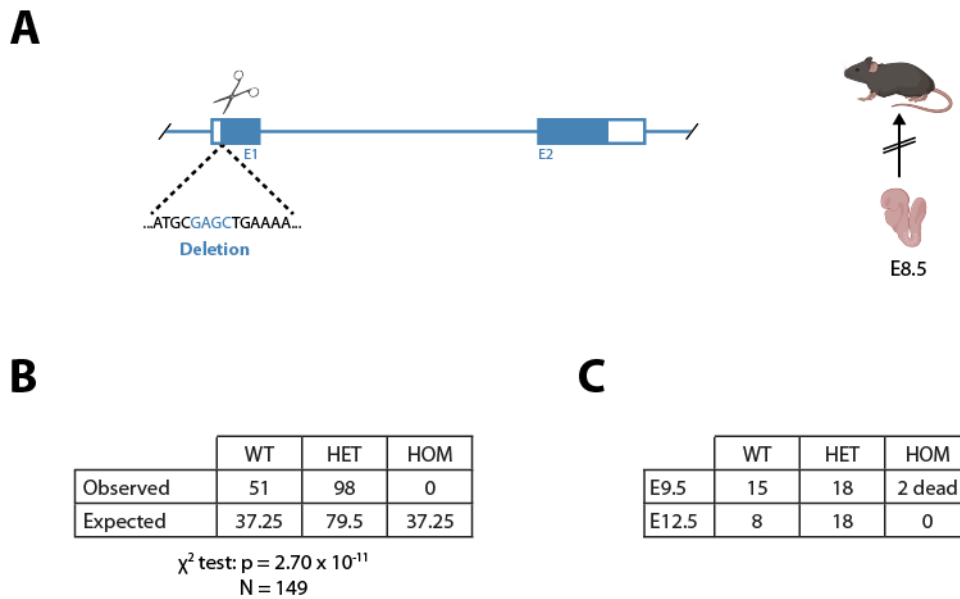 A
E1
E2
...ATGCGAGCTGAAAA...
Deletion
E8.5
B
WT HET HOM
Observed 51 98 0
Expected 37.25 79.5 37.25
χ² test: p = 2.70 x 10⁻¹¹
N = 149
C
WT HET HOM
E9.5 15 18 2 dead
E12.5 8 18 0